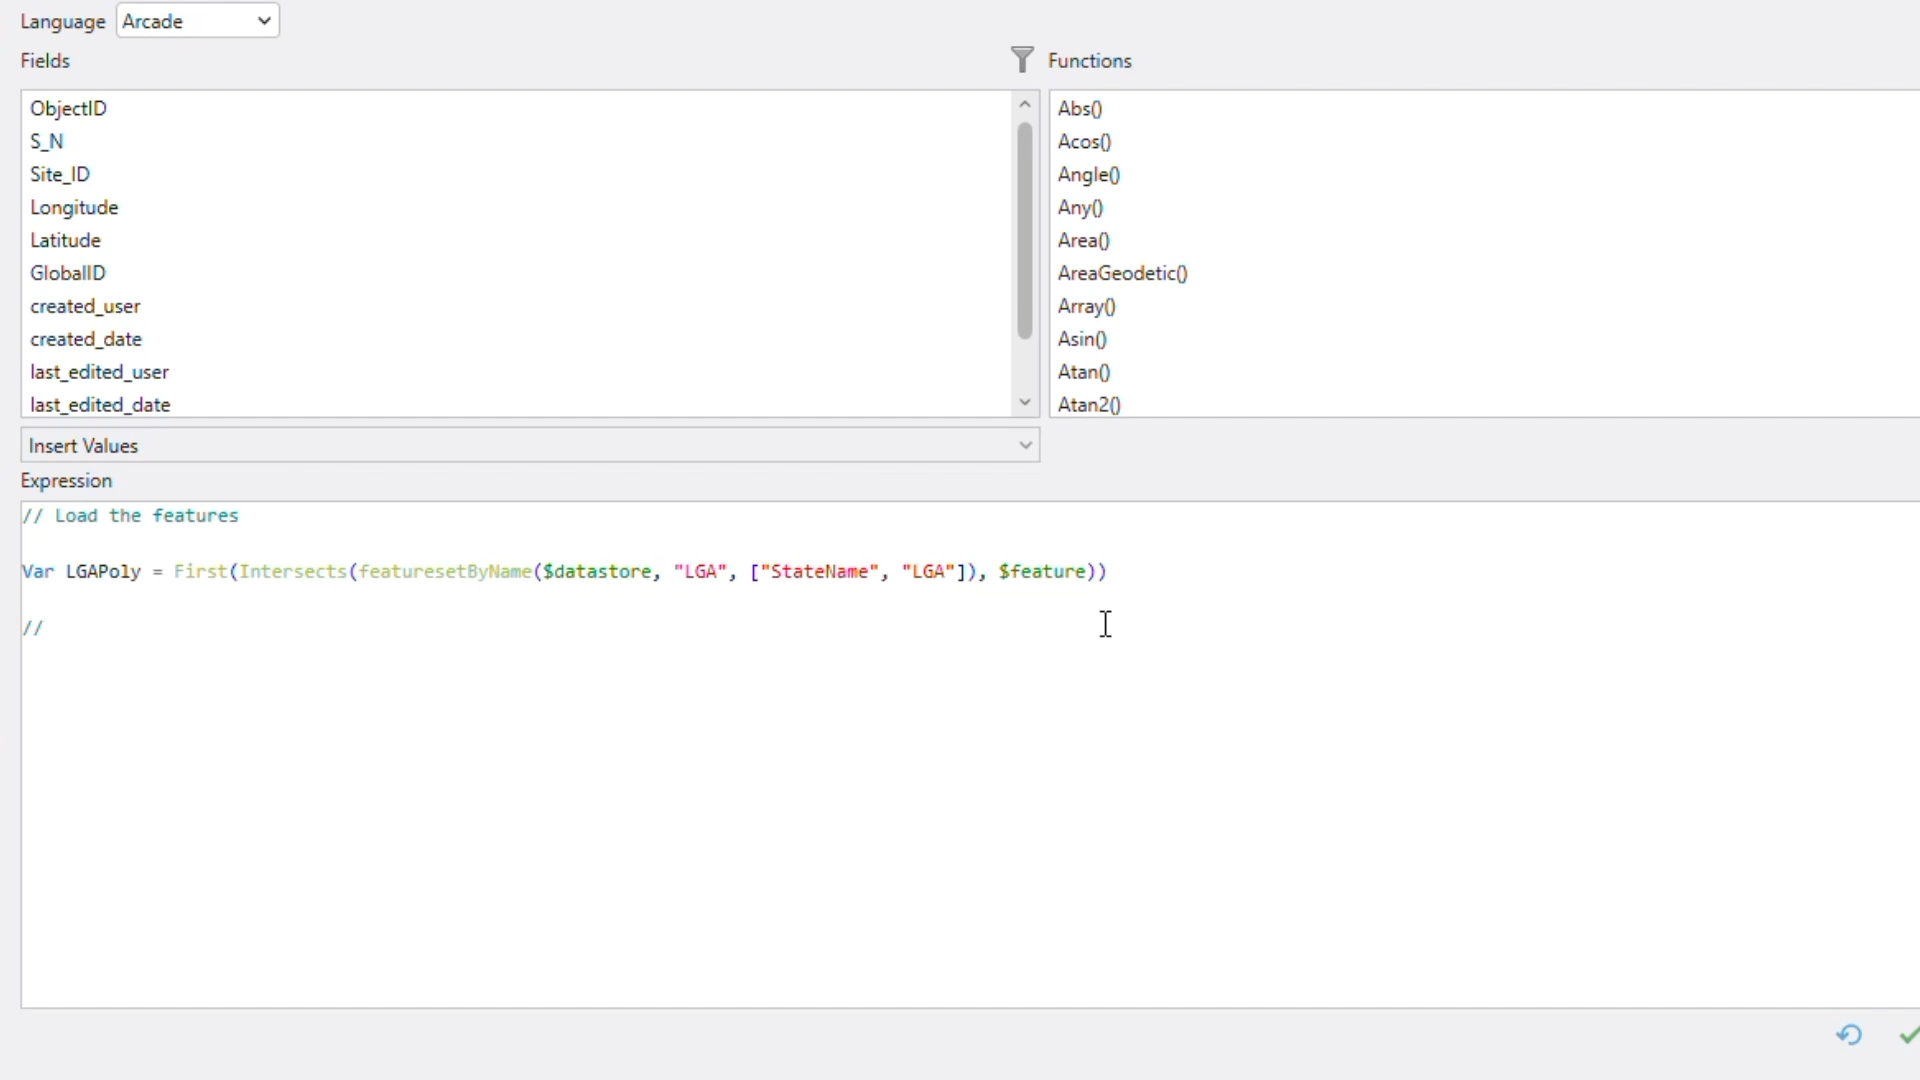 Language Arcade
Fields
Functions
ObjectID
S_N
Site_ID
Longitude
Latitude
GlobalID
created_user
created_date
last_edited_user
last_edited_date
Abs()
Acos()
Angle()
Any()
Area()
AreaGeodetic()
Array()
Asin()
Atan()
Atan2()
Insert Values
Expression
// Load the features
Var LGAPoly = First(Intersects(featuresetByName($datastore, "LGA", ["StateName", "LGA"]), $feature))
//